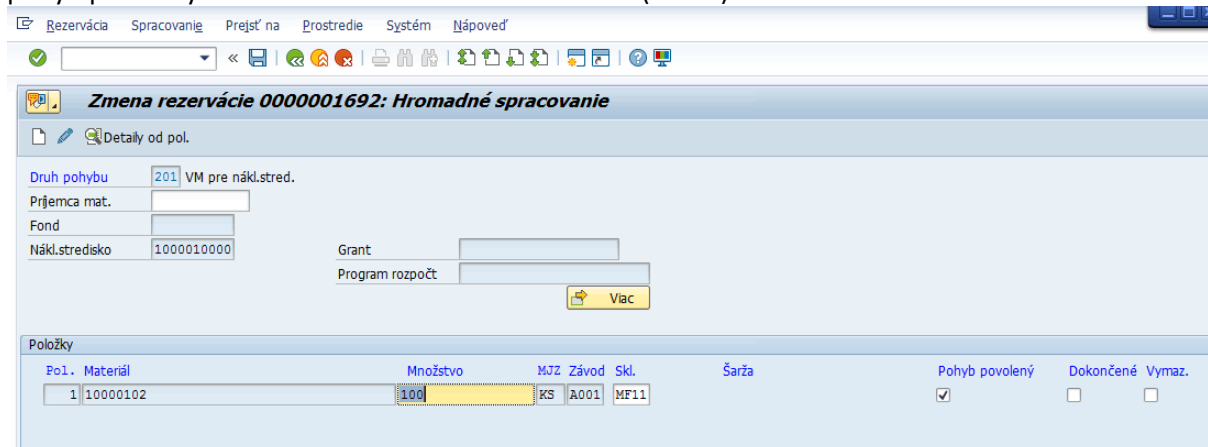 Rezervácia Spracovanie Prejsť na Prostredie Systém Nápoveď
Zmena rezervácie 0000001692: Hromadné spracovanie
Detaily od pol.
Druh pohybu 201 VM pre nákl.stred.
Príjemca mat.
Fond
Nákl.stredisko 1000010000 Grant
Program rozpočt
Viac
Položky
Pol. Materiál Množstvo MJZ Závod Skl. Šarža Pohyb povolený Dokončené Vymaz.
1 10000102 100 KS A001 MF11